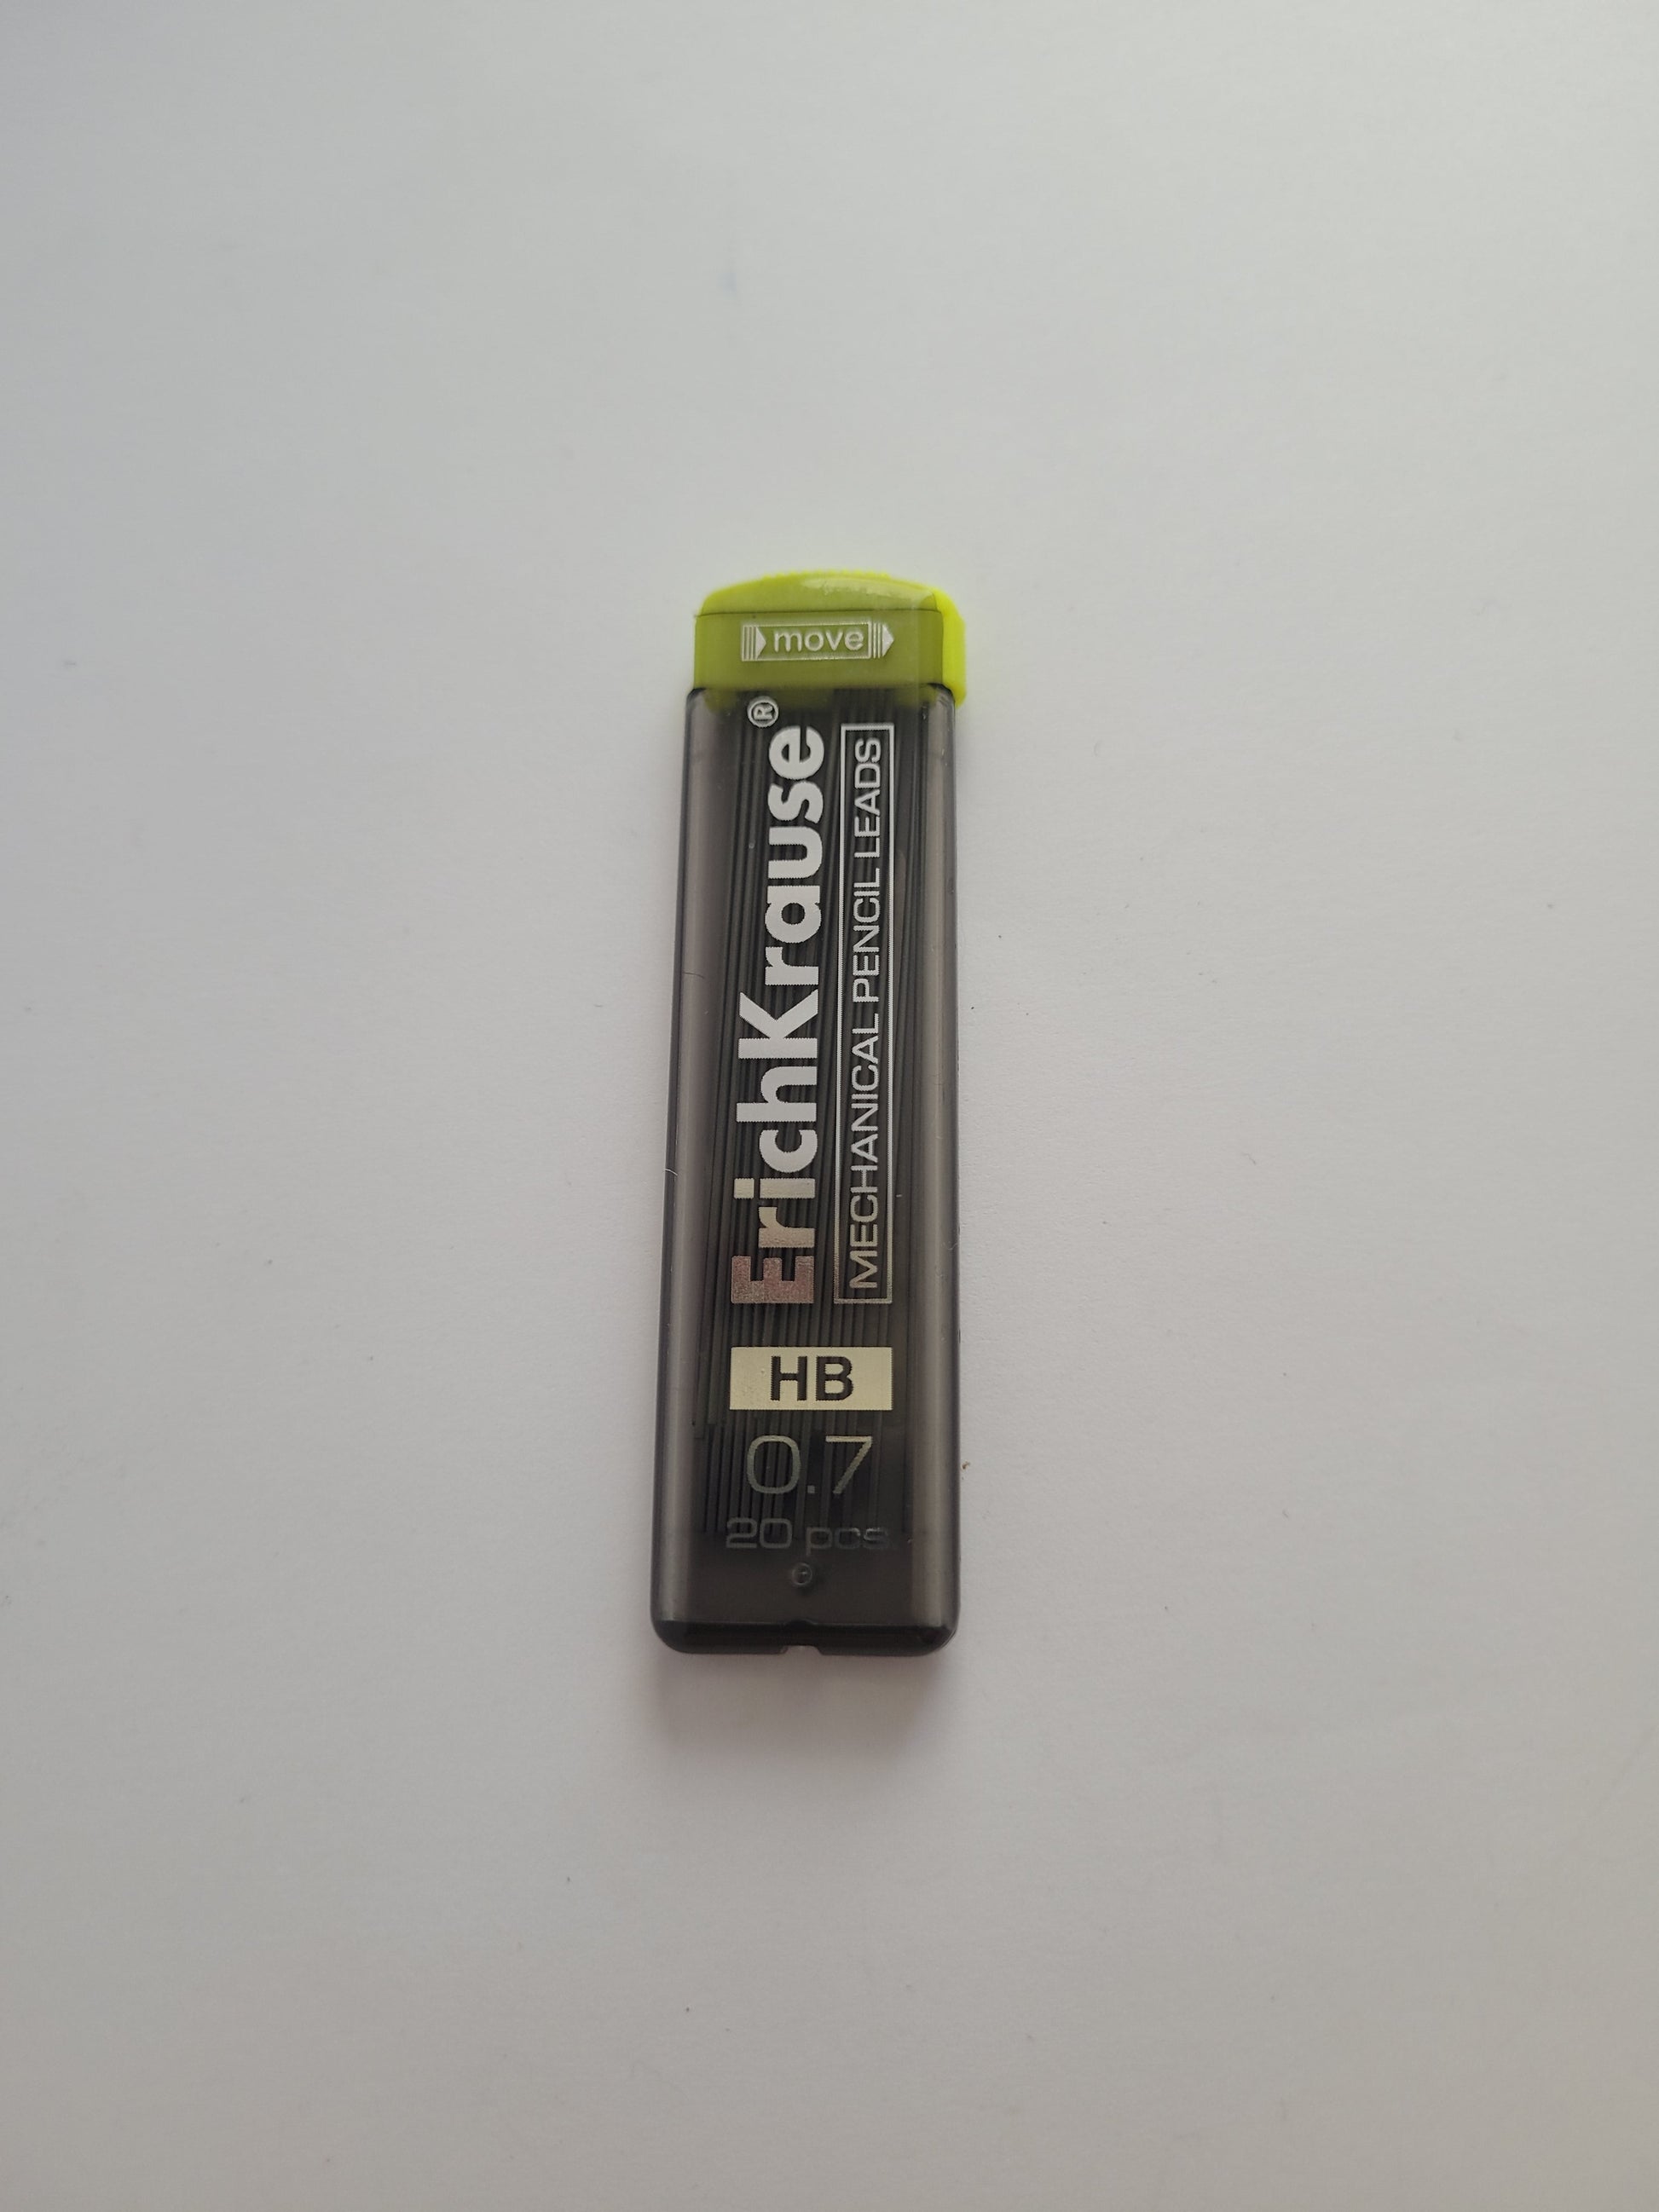 move
ErichKrause®
MECHANICAL PENCIL LEADS
HB
0.7
20 pcs.